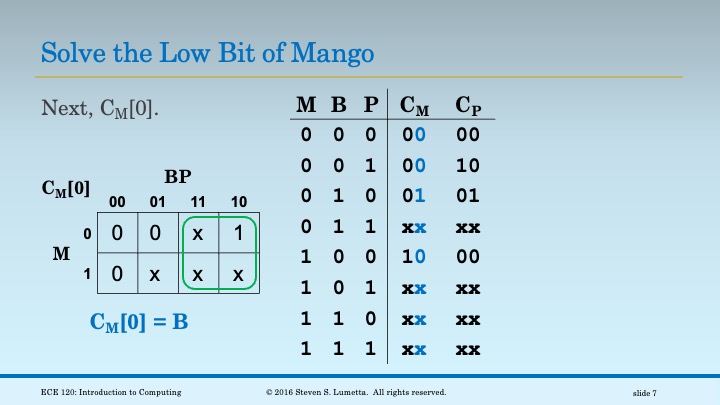 Solve the Low Bit of Mango
Next, C_M[0].
C_M[0]
BP
00 01 11 10
M
0 0 0 x 1
1 0 x x x
C_M[0] = B
M B P C_M C_P
0 0 0 00 00
0 0 1 00 10
0 1 0 01 01
0 1 1 xx xx
1 0 0 10 00
1 0 1 xx xx
1 1 0 xx xx
1 1 1 xx xx
ECE 120: Introduction to Computing
© 2016 Steven S. Lumetta. All rights reserved.
slide 7